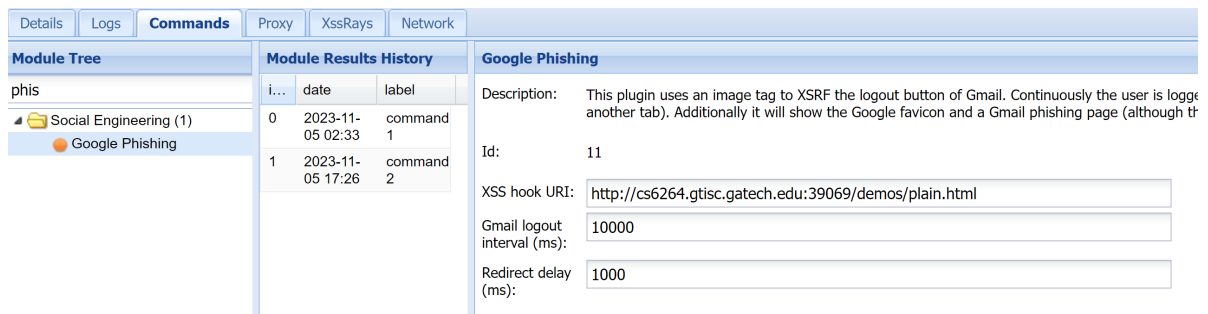 Details Logs Commands Proxy XssRays Network
Module Tree
phis
Social Engineering (1)
Google Phishing
Module Results History
i... date label
0 2023-11-05 02:33 command 1
1 2023-11-05 17:26 command 2
Google Phishing
Description: This plugin uses an image tag to XSRF the logout button of Gmail. Continuously the user is logge
another tab). Additionally it will show the Google favicon and a Gmail phishing page (although th
Id: 11
XSS hook URI: http://cs6264.gtisc.gatech.edu:39069/demos/plain.html
Gmail logout
interval (ms): 10000
Redirect delay
(ms): 1000